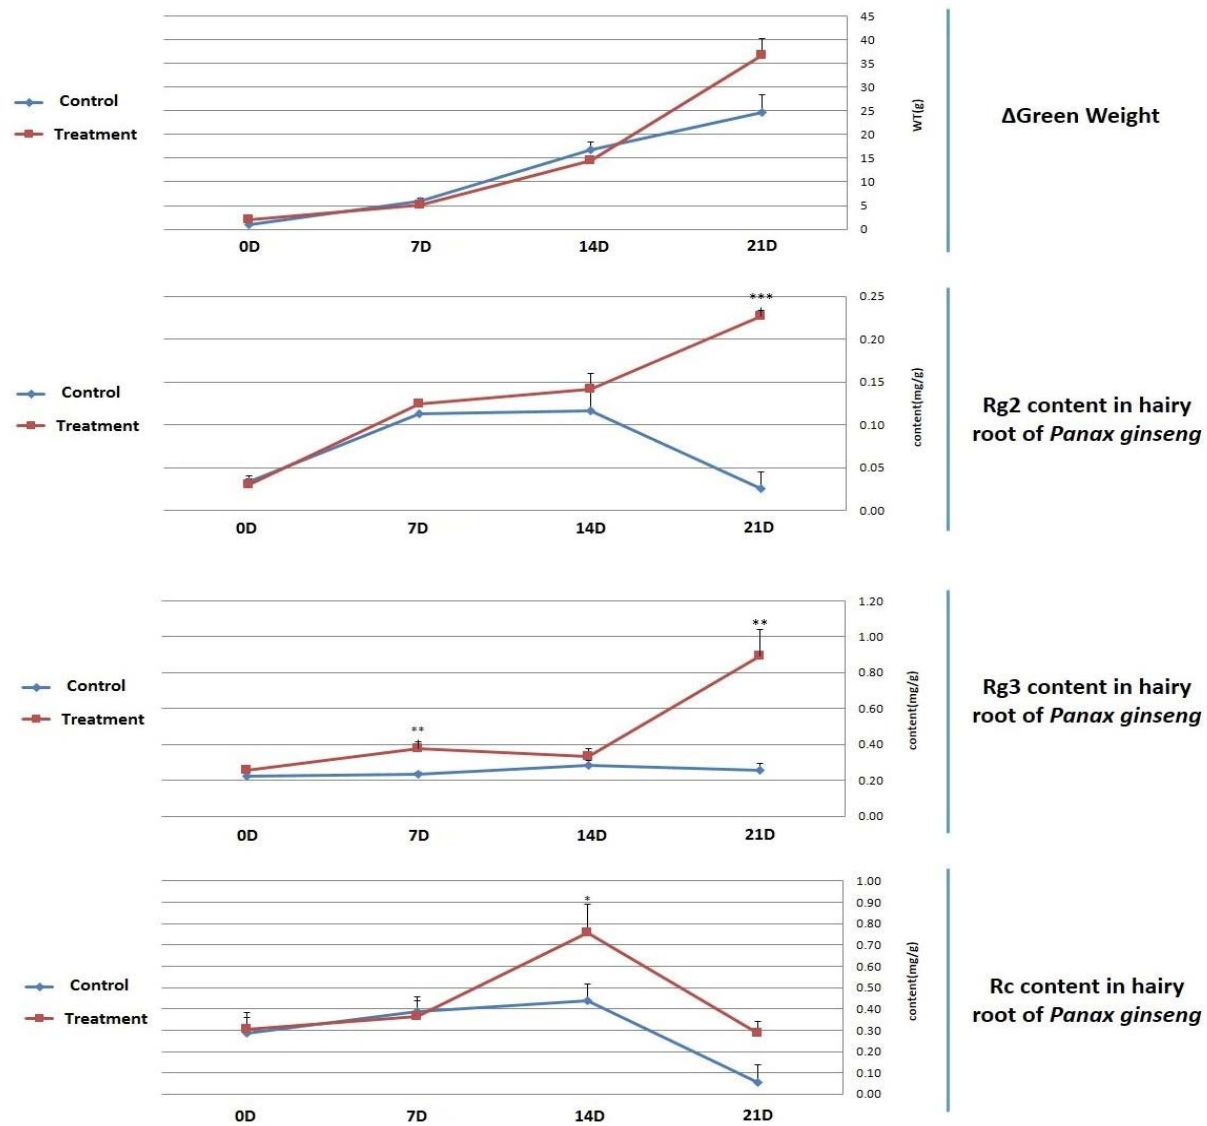 45
40
35
30
25
20
15
10
5
0
WT(g)
Control
Treatment
ΔGreen Weight
0D 7D 14D 21D
***
0.25
0.20
0.15
0.10
0.05
0.00
content(mg/g)
Control
Treatment
Rg2 content in hairy
root of Panax ginseng
0D 7D 14D 21D
1.20
1.00
0.80
0.60
0.40
0.20
0.00
**
**
content(mg/g)
Control
Treatment
Rg3 content in hairy
root of Panax ginseng
0D 7D 14D 21D
1.00
0.90
0.80
0.70
0.60
0.50
0.40
0.30
0.20
0.10
0.00
*
content(mg/g)
Control
Treatment
Rc content in hairy
root of Panax ginseng
0D 7D 14D 21D